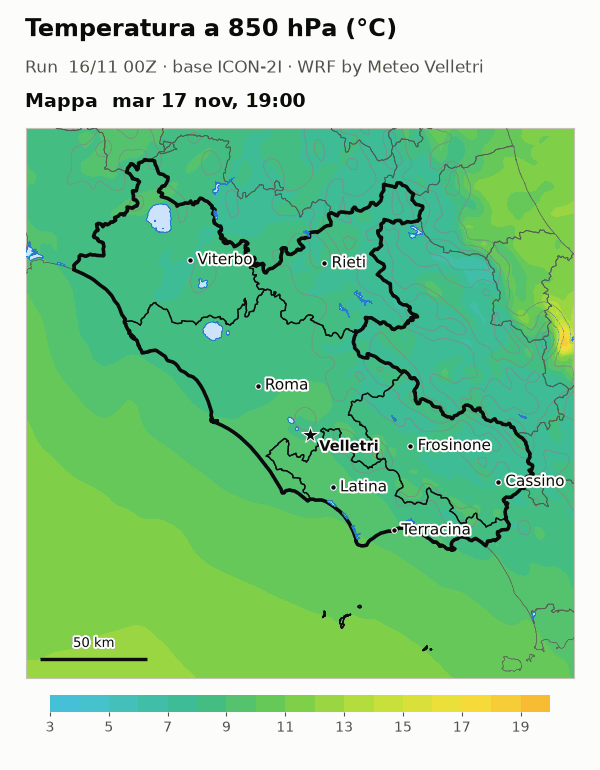 Temperatura a 850 hPa (°C)
Run  16/11 00Z · base ICON-2I · WRF by Meteo Velletri
Mappa  mar 17 nov, 19:00
Viterbo
Rieti
Roma
Velletri
Frosinone
Latina
Cassino
Terracina
50 km
3 5 7 9 11 13 15 17 19